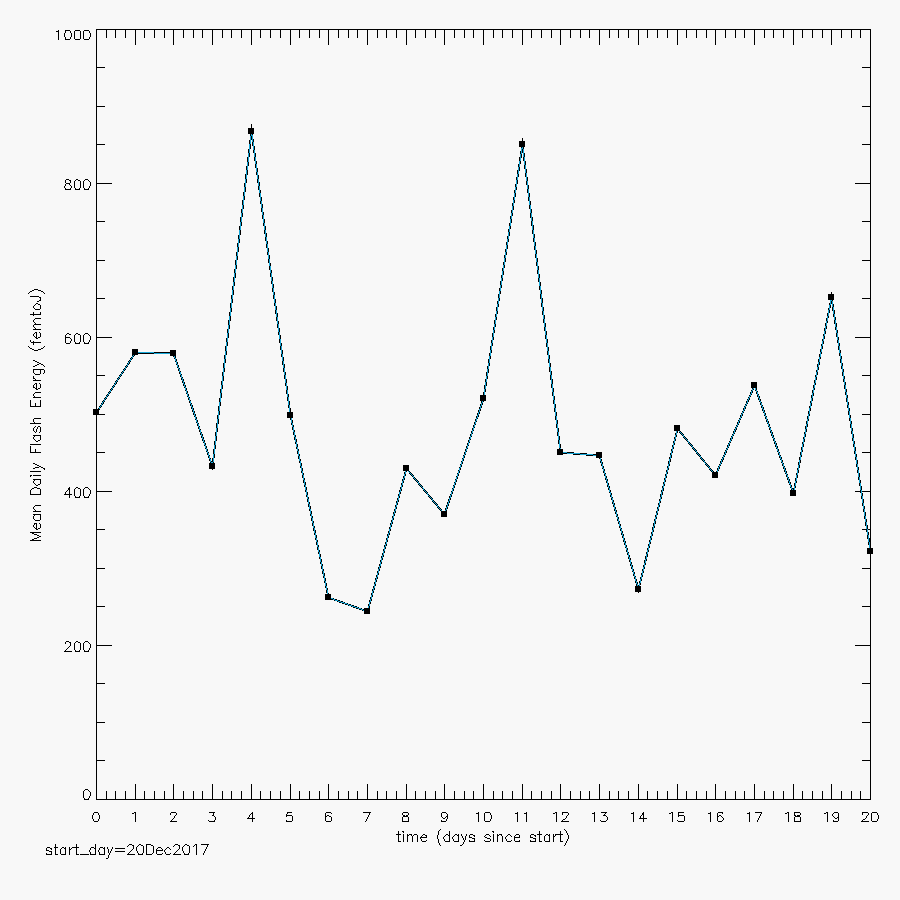 1000
800
600
400
200
0
Mean Daily Flash Energy (femtoJ)
0 1 2 3 4 5 6 7 8 9 10 11 12 13 14 15 16 17 18 19 20
time (days since start)
start_day=20Dec2017